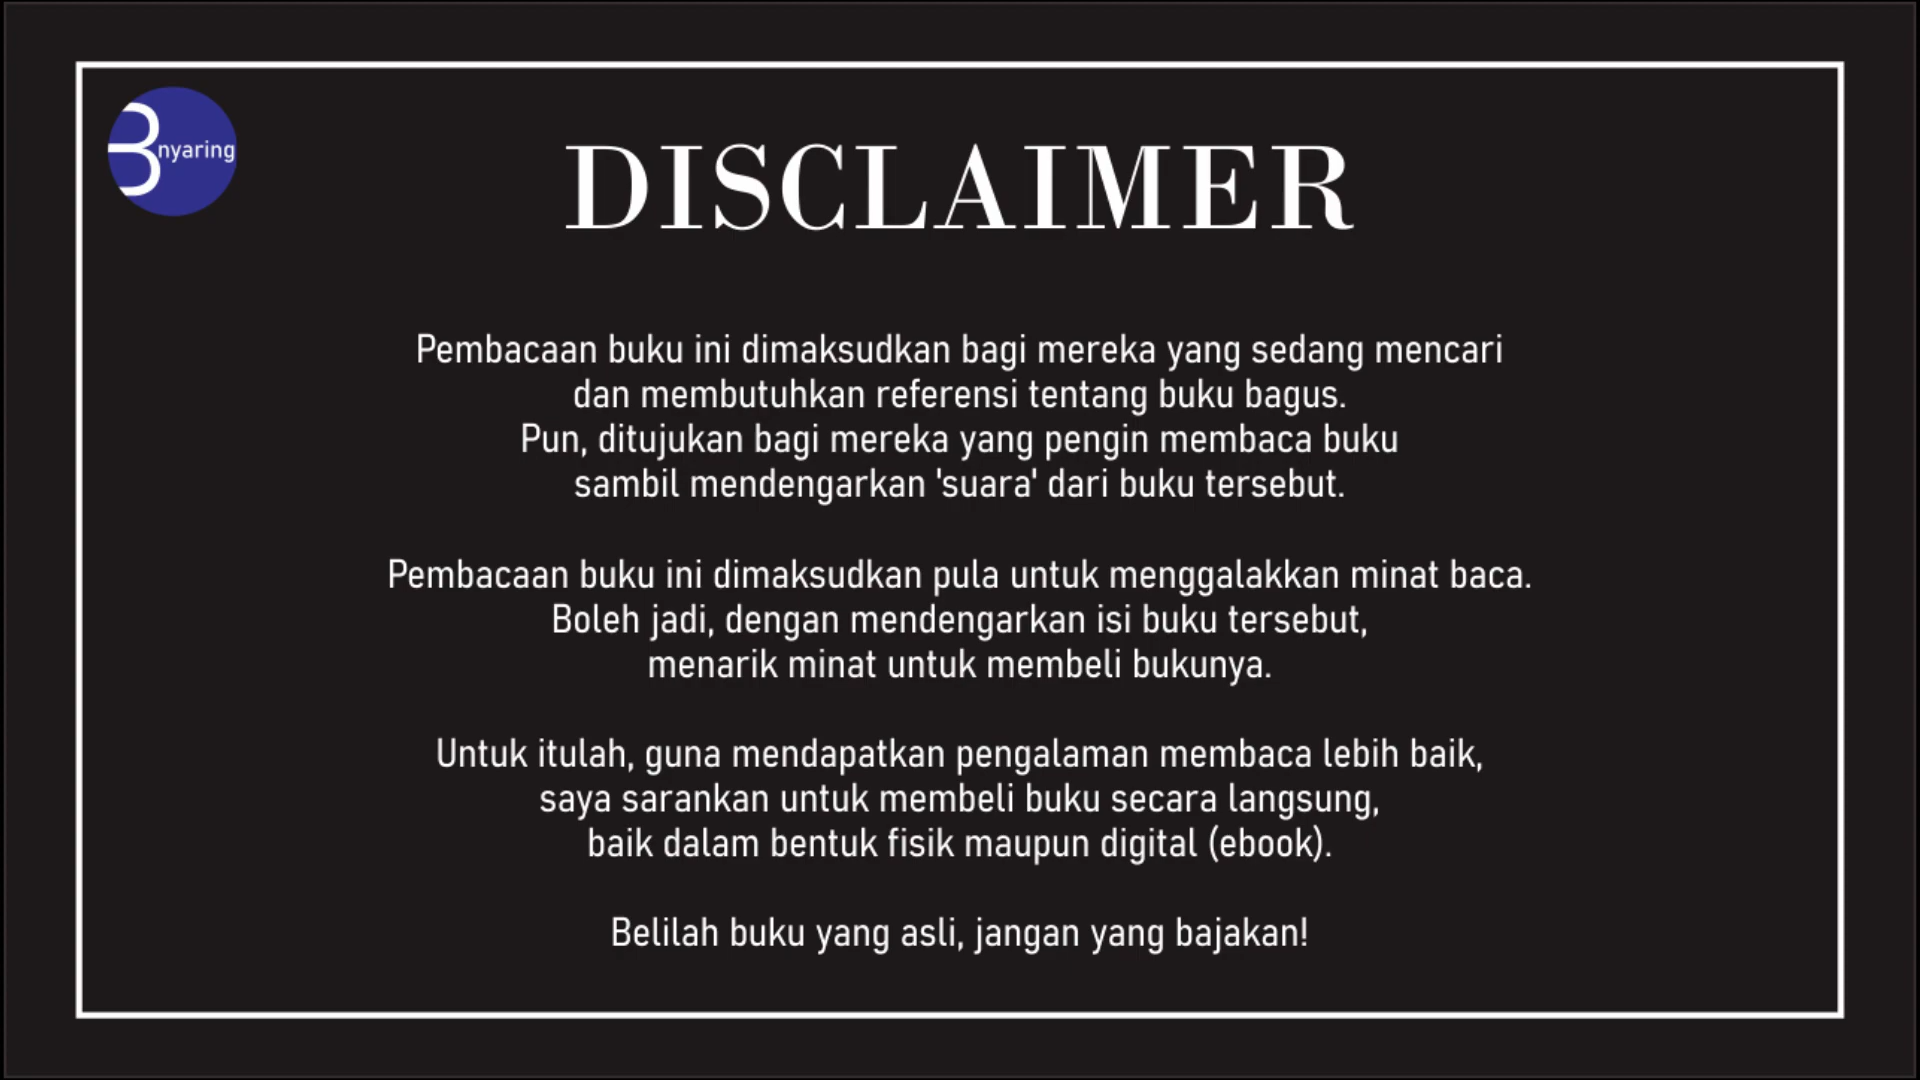 3nyaring
DISCLAIMER
Pembacaan buku ini dimaksudkan bagi mereka yang sedang mencari
dan membutuhkan referensi tentang buku bagus.
Pun, ditujukan bagi mereka yang pengin membaca buku
sambil mendengarkan 'suara' dari buku tersebut.
Pembacaan buku ini dimaksudkan pula untuk menggalakkan minat baca.
Boleh jadi, dengan mendengarkan isi buku tersebut,
menarik minat untuk membeli bukunya.
Untuk itulah, guna mendapatkan pengalaman membaca lebih baik,
saya sarankan untuk membeli buku secara langsung,
baik dalam bentuk fisik maupun digital (ebook).
Belilah buku yang asli, jangan yang bajakan!